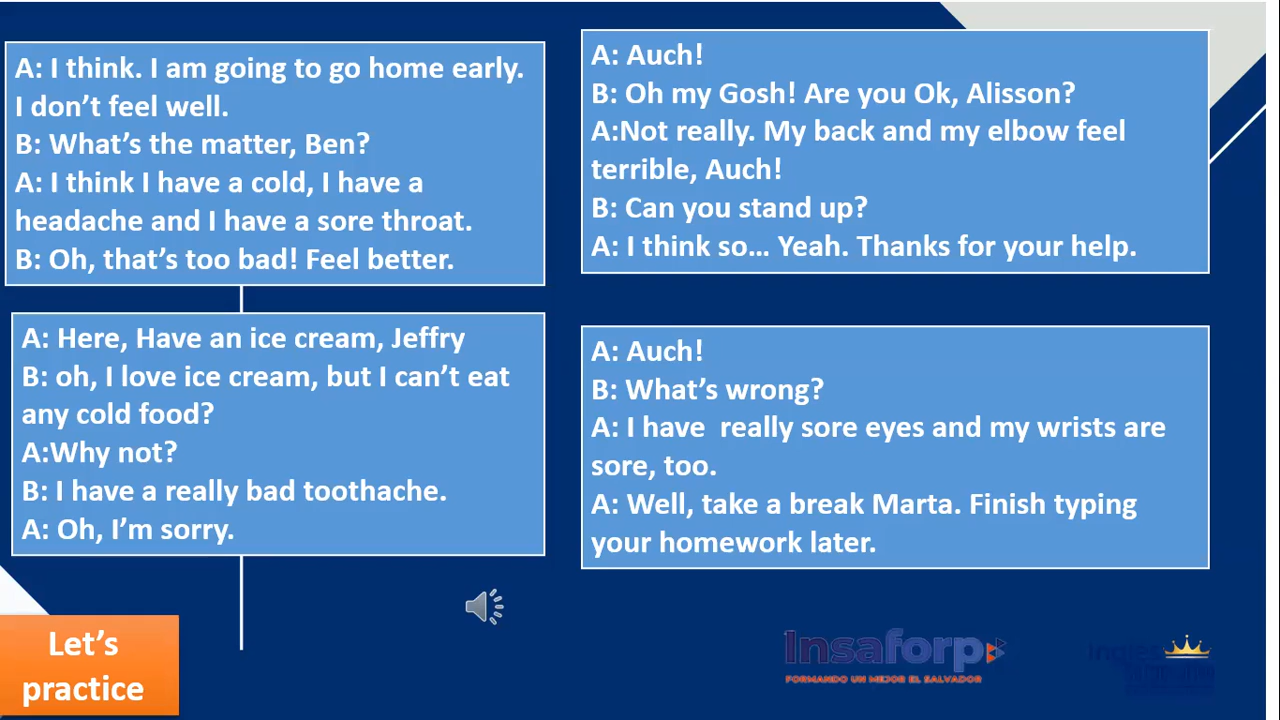 A: I think. I am going to go home early.
I don't feel well.
B: What's the matter, Ben?
A: I think I have a cold, I have a
headache and I have a sore throat.
B: Oh, that's too bad! Feel better.
A: Auch!
B: Oh my Gosh! Are you Ok, Alisson?
A:Not really. My back and my elbow feel
terrible, Auch!
B: Can you stand up?
A: I think so... Yeah. Thanks for your help.
A: Here, Have an ice cream, Jeffry
B: oh, I love ice cream, but I can't eat
any cold food?
A:Why not?
B: I have a really bad toothache.
A: Oh, I'm sorry.
A: Auch!
B: What's wrong?
A: I have  really sore eyes and my wrists are
sore, too.
A: Well, take a break Marta. Finish typing
your homework later.
Let's
practice
Insaforp
FORMANDO UN MEJOR EL SALVADOR